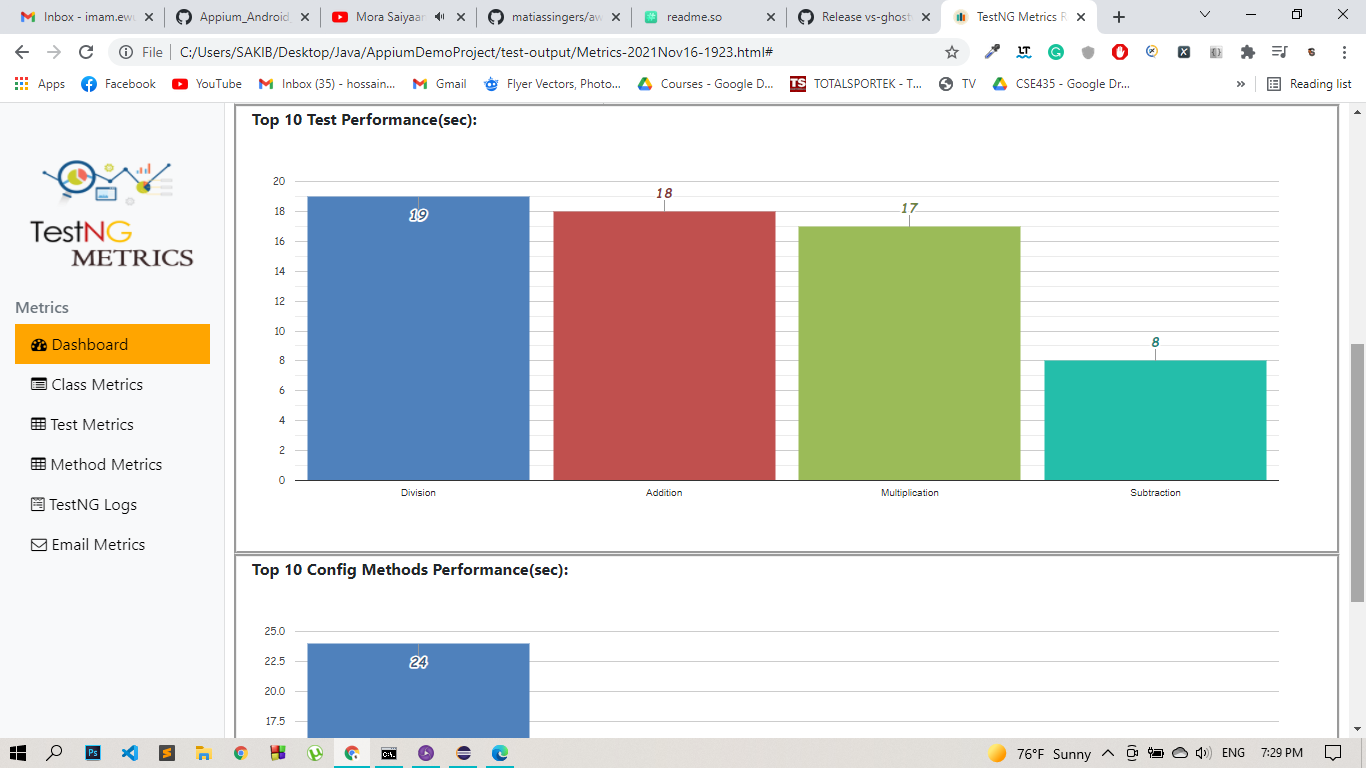 Inbox - imam.ewu
Appium_Android
Mora Saiyaan
matiassingers/aw
readme.so
Release vs-ghost
TestNG Metrics R
File
C:/Users/SAKIB/Desktop/Java/AppiumDemoProject/test-output/Metrics-2021Nov16-1923.html#
Apps
Facebook
YouTube
Inbox (35) - hossain...
Gmail
Flyer Vectors, Photo...
Courses - Google D...
TS TOTALSPORTEK - T...
TV
CSE435 - Google Dr...
»
Reading list
TestNG
METRICS
Metrics
Dashboard
Class Metrics
Test Metrics
Method Metrics
TestNG Logs
Email Metrics
Top 10 Test Performance(sec):
20
18
16
14
12
10
8
6
4
2
0
19
18
17
8
Division
Addition
Multiplication
Subtraction
Top 10 Config Methods Performance(sec):
25.0
22.5
20.0
17.5
24
76°F Sunny
ENG
7:29 PM